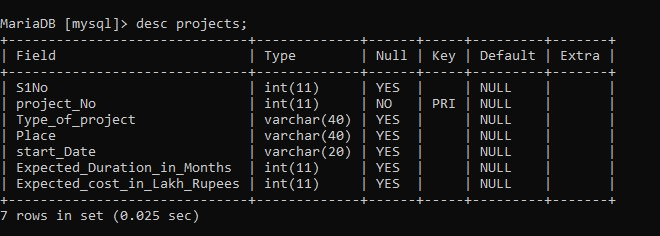 MariaDB [mysql]> desc projects;
+---------------------------+-------------+------+-----+---------+-------+
| Field                     | Type        | Null | Key | Default | Extra |
+---------------------------+-------------+------+-----+---------+-------+
| S1No                      | int(11)     | YES  |     | NULL    |       |
| project_No                | int(11)     | NO   | PRI | NULL    |       |
| Type_of_project           | varchar(40) | YES  |     | NULL    |       |
| Place                     | varchar(40) | YES  |     | NULL    |       |
| start_Date                | varchar(20) | YES  |     | NULL    |       |
| Expected_Duration_in_Months  | int(11)     | YES  |     | NULL    |       |
| Expected_cost_in_Lakh_Rupees | int(11)     | YES  |     | NULL    |       |
+---------------------------+-------------+------+-----+---------+-------+
7 rows in set (0.025 sec)